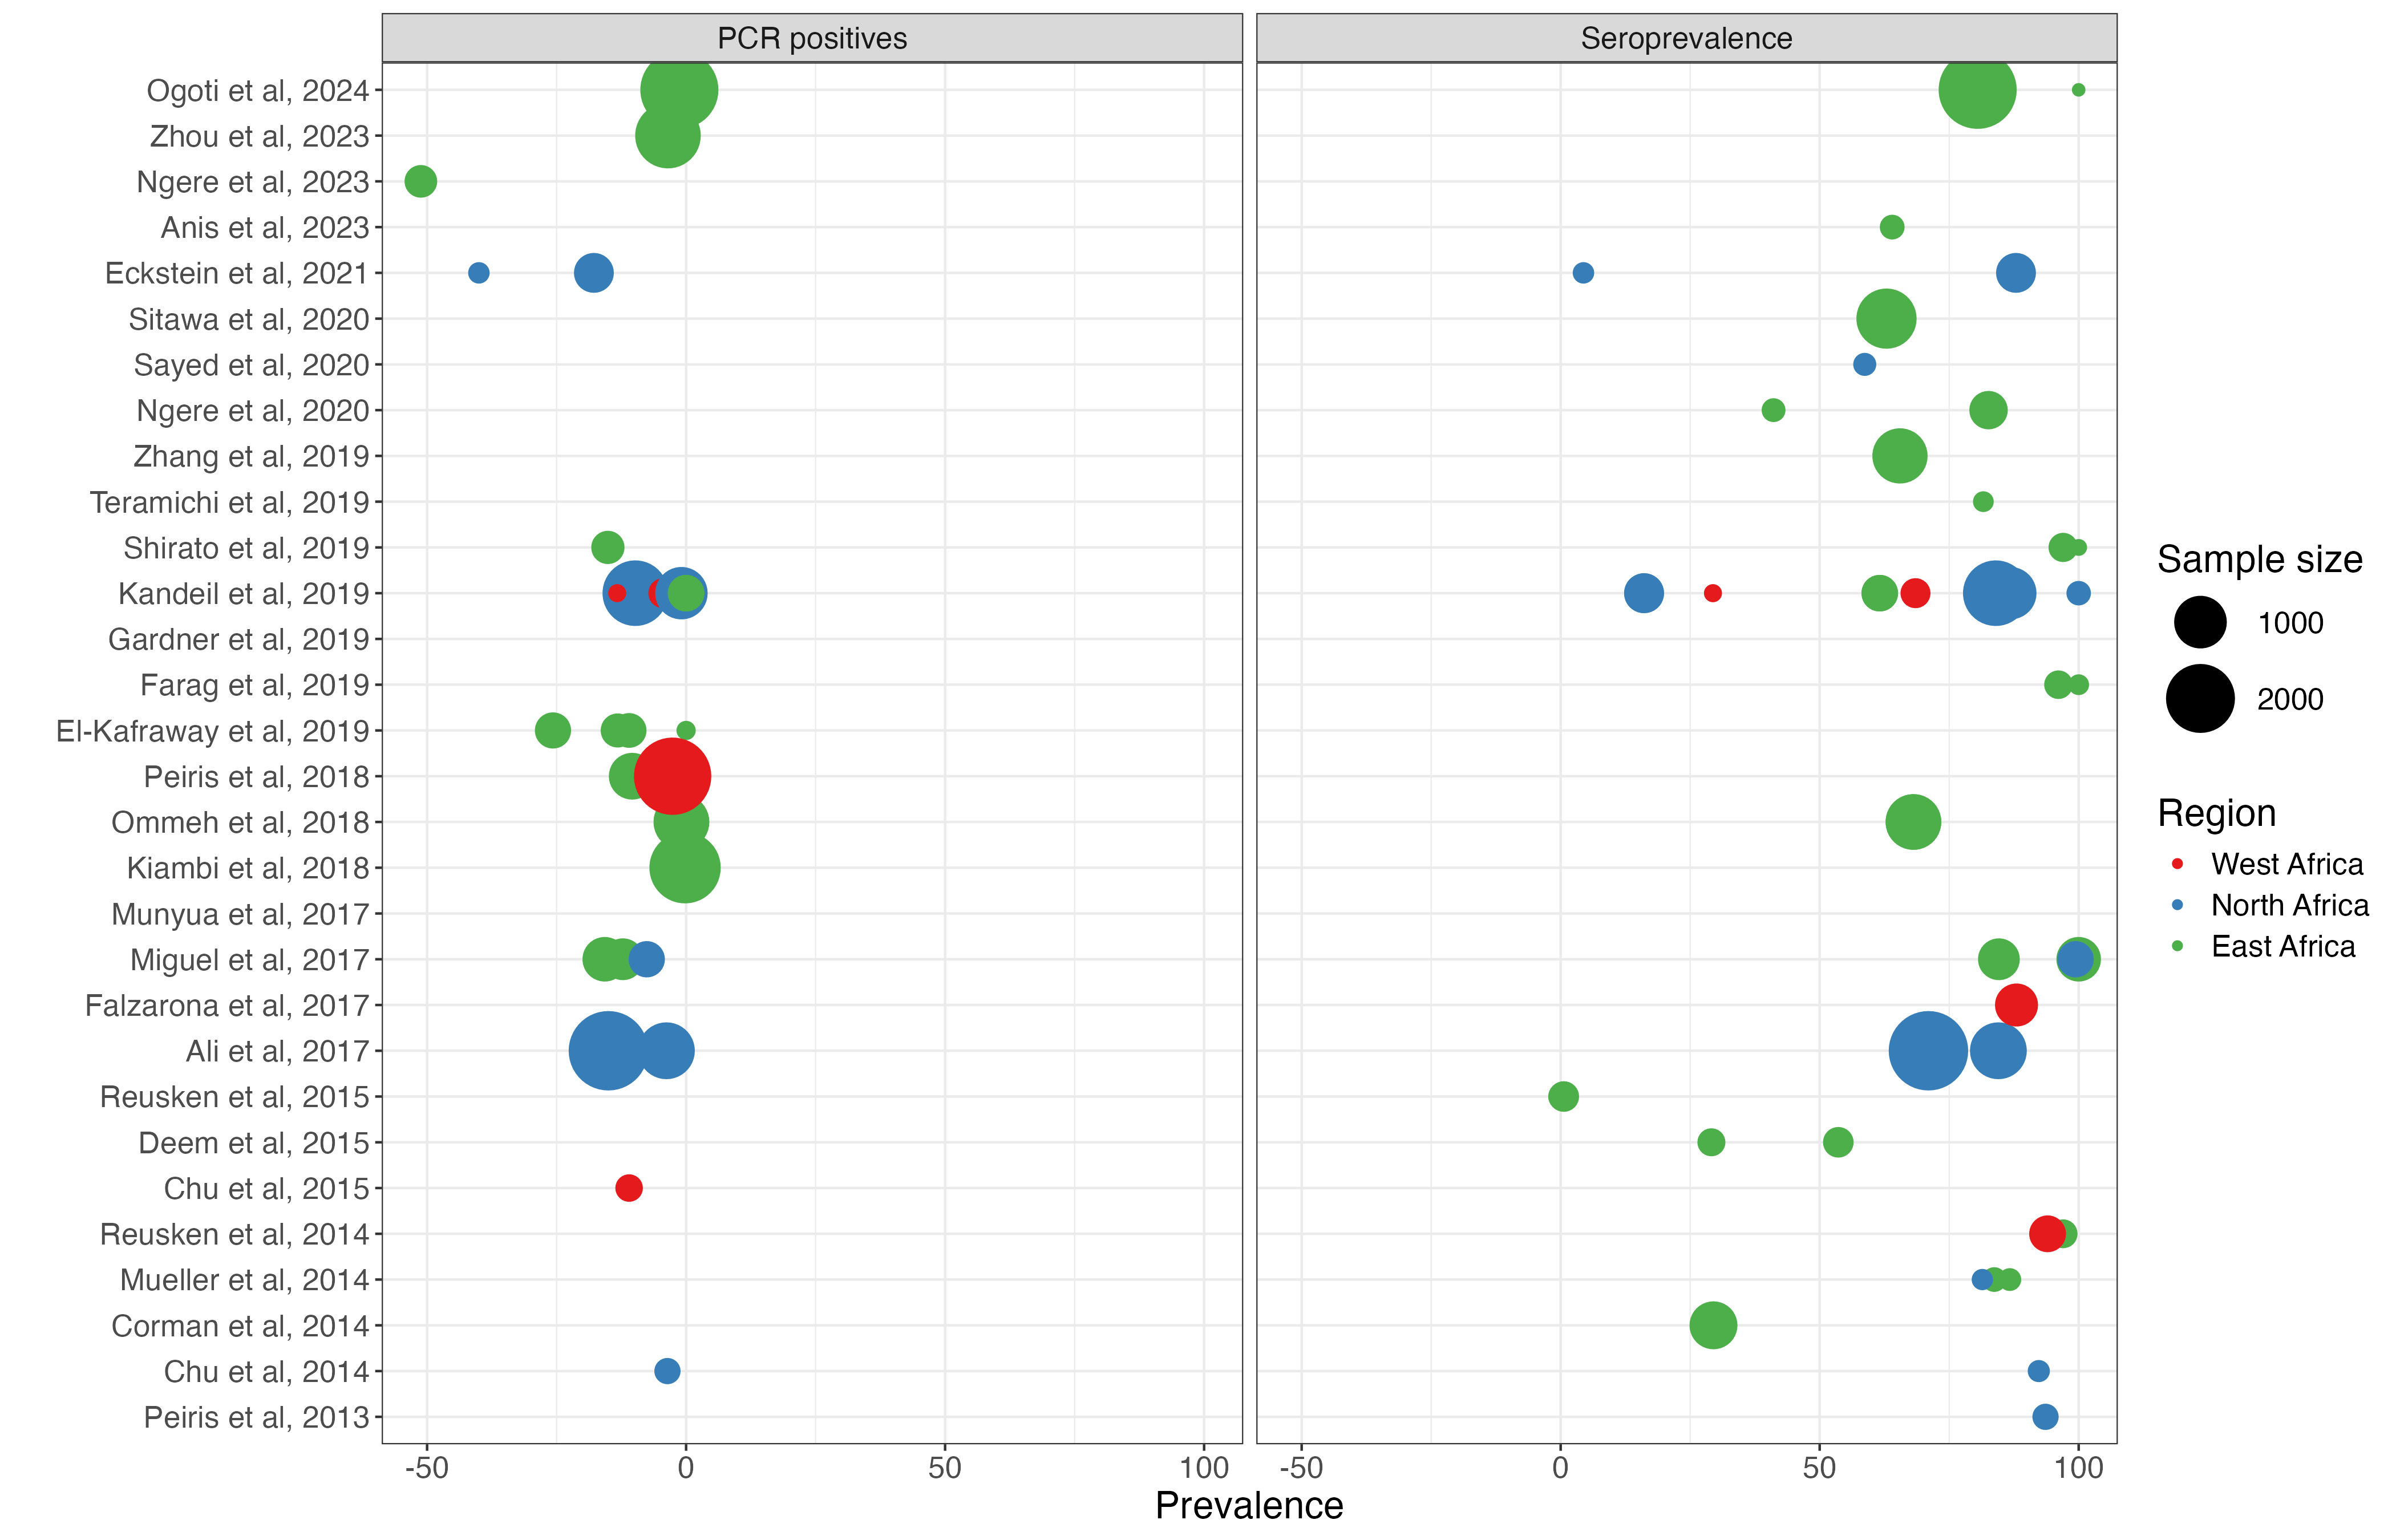 PCR positives
Seroprevalence
Ogoti et al, 2024
Zhou et al, 2023
Ngere et al, 2023
Anis et al, 2023
Eckstein et al, 2021
Sitawa et al, 2020
Sayed et al, 2020
Ngere et al, 2020
Zhang et al, 2019
Teramichi et al, 2019
Shirato et al, 2019
Kandeil et al, 2019
Gardner et al, 2019
Farag et al, 2019
El-Kafraway et al, 2019
Peiris et al, 2018
Ommeh et al, 2018
Kiambi et al, 2018
Munyua et al, 2017
Miguel et al, 2017
Falzarona et al, 2017
Ali et al, 2017
Reusken et al, 2015
Deem et al, 2015
Chu et al, 2015
Reusken et al, 2014
Mueller et al, 2014
Corman et al, 2014
Chu et al, 2014
Peiris et al, 2013
-50 0 50 100
-50 0 50 100
Prevalence
Sample size
1000
2000
Region
West Africa
North Africa
East Africa